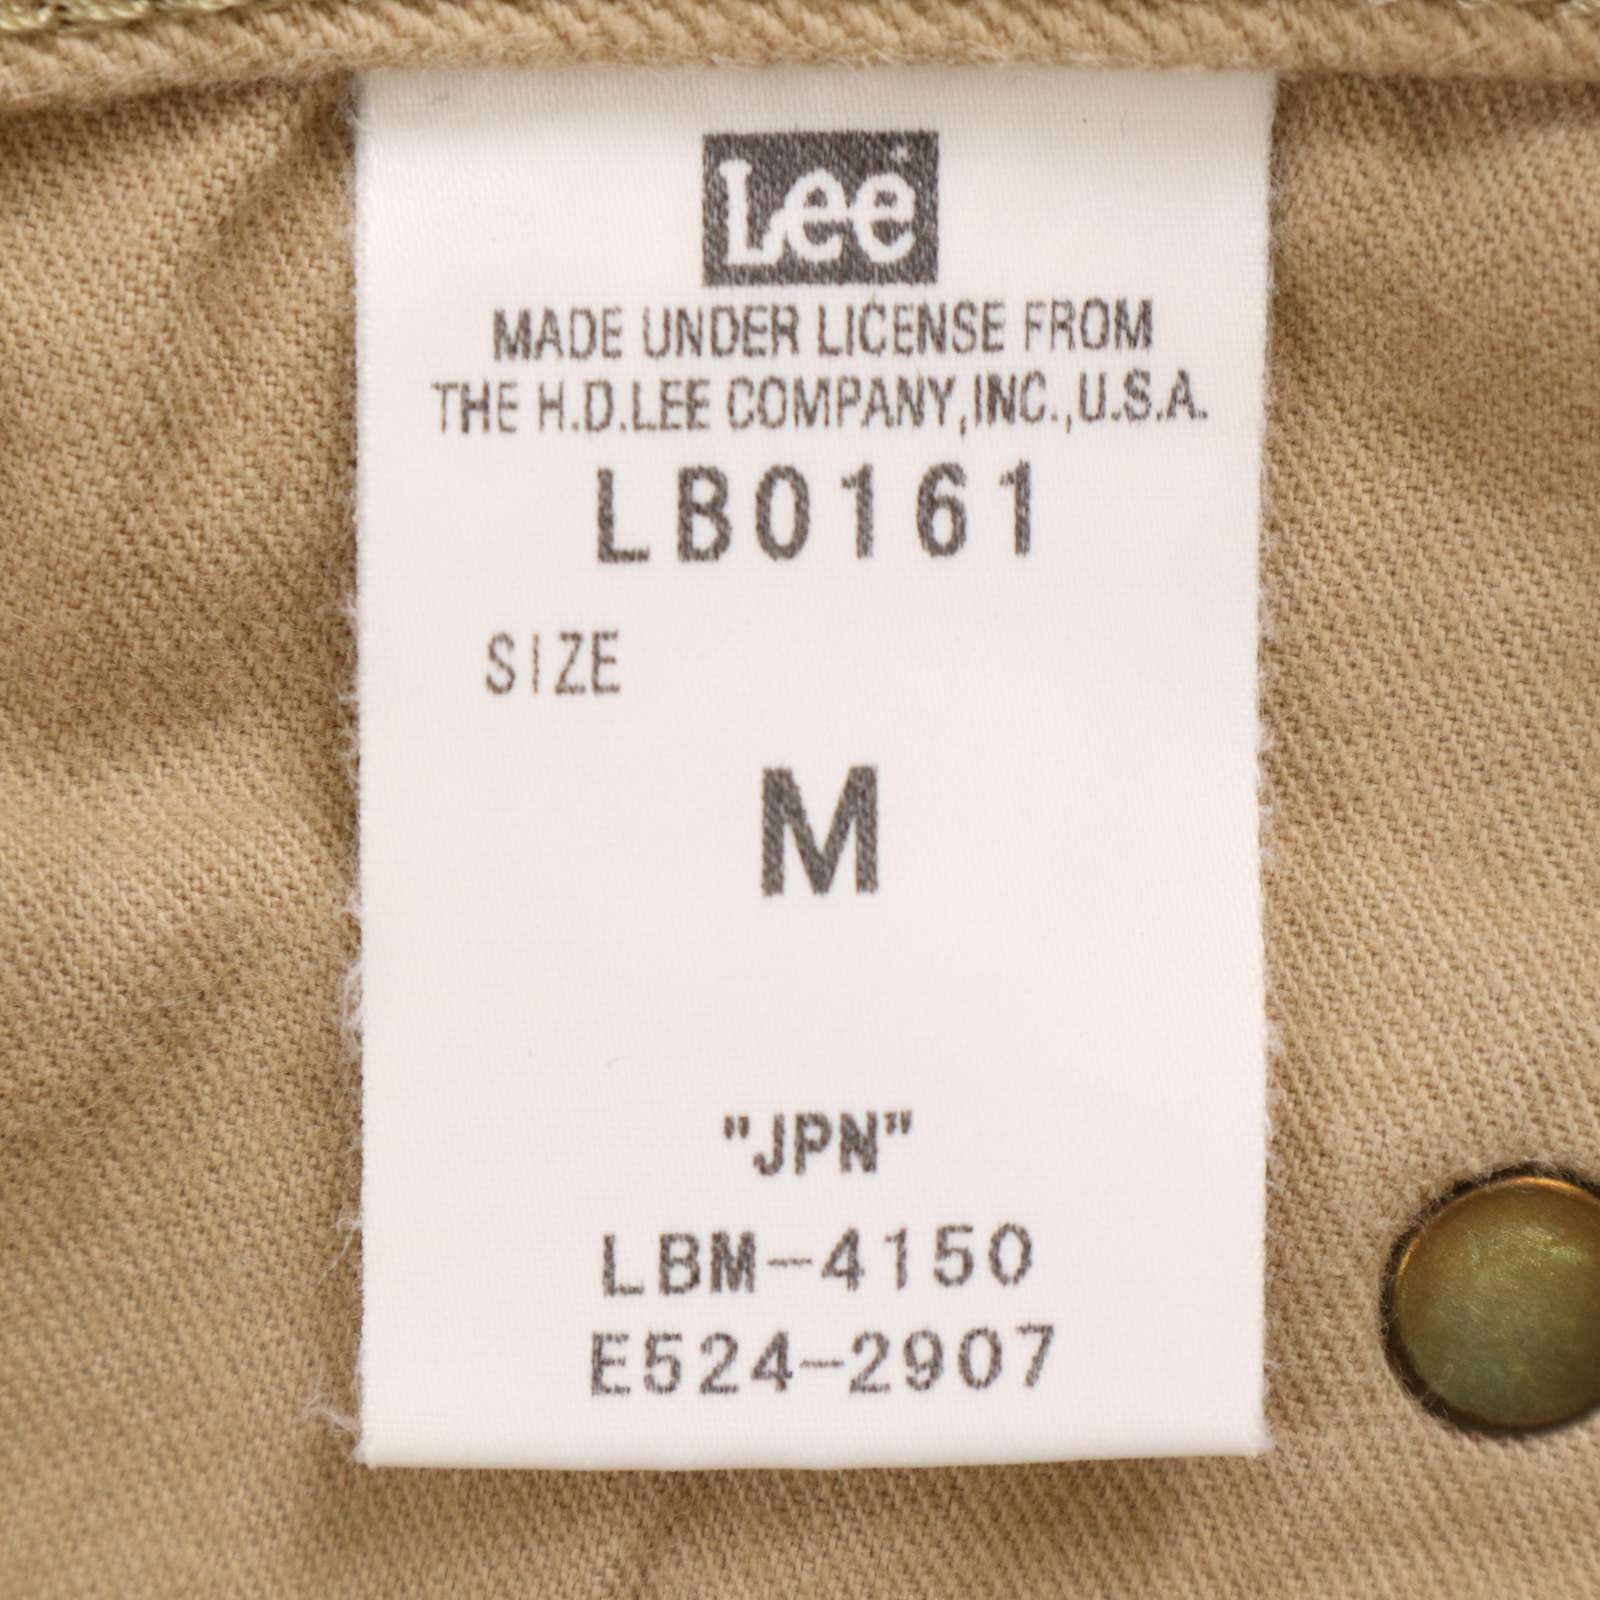 Lee
MADE UNDER LICENSE FROM
THE H.D.LEE COMPANY,INC.,U.S.A.
LB0161
SIZE
M
"JPN"
LBM-4150
E524-2907